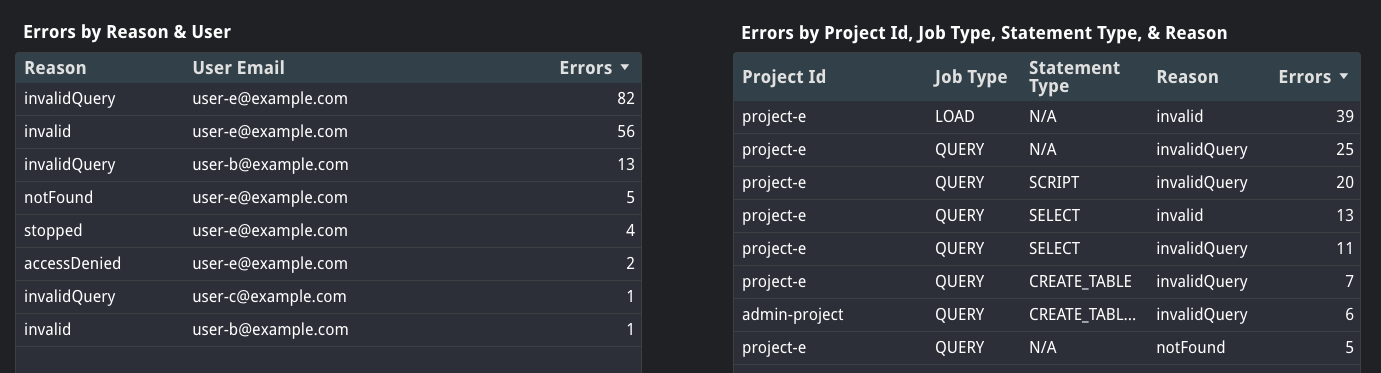 Errors by Reason & User
Reason User Email Errors
invalidQuery user-e@example.com 82
invalid user-e@example.com 56
invalidQuery user-b@example.com 13
notFound user-e@example.com 5
stopped user-e@example.com 4
accessDenied user-e@example.com 2
invalidQuery user-c@example.com 1
invalid user-b@example.com 1
Errors by Project Id, Job Type, Statement Type, & Reason
Project Id Job Type Statement Type Reason Errors
project-e LOAD N/A invalid 39
project-e QUERY N/A invalidQuery 25
project-e QUERY SCRIPT invalidQuery 20
project-e QUERY SELECT invalid 13
project-e QUERY SELECT invalidQuery 11
project-e QUERY CREATE_TABLE invalidQuery 7
admin-project QUERY CREATE_TABL... invalidQuery 6
project-e QUERY N/A notFound 5